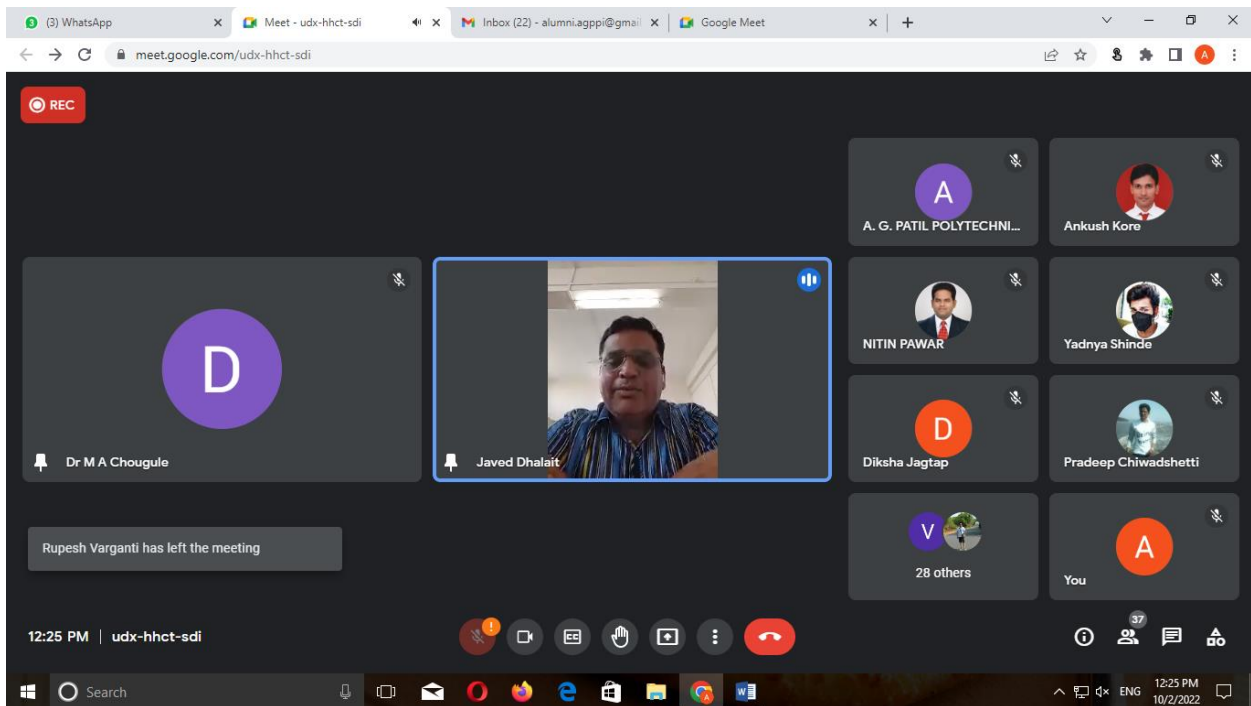 3 (3) WhatsApp
Meet - udx-hhct-sdi
M Inbox (22) - alumni.agppi@gmail
Google Meet
meet.google.com/udx-hhct-sdi
A
REC
A
A. G. PATIL POLYTECHNI...
Ankush Kore
NITIN PAWAR
Yadnya Shinde
D
Dr M A Chougule
Javed Dhalait
D
Diksha Jagtap
Pradeep Chiwadshetti
V
28 others
A
You
Rupesh Varganti has left the meeting
12:25 PM | udx-hhct-sdi
!
CC
37
Search
ENG
12:25 PM
10/2/2022